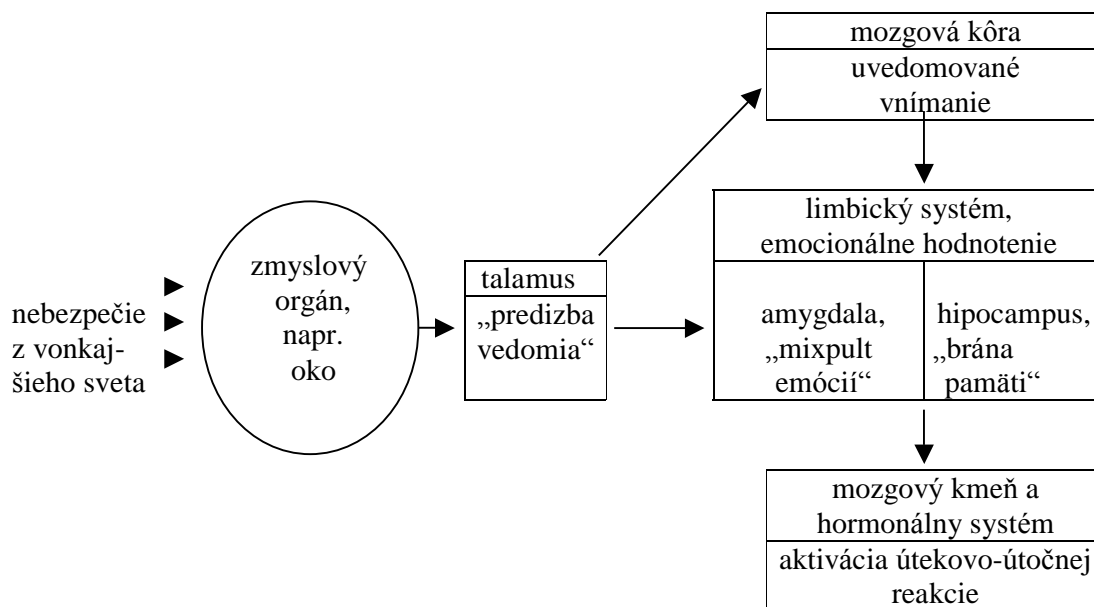 nebezpečie
z vonkaj-
šieho sveta
zmyslový
orgán,
napr.
oko
talamus
„predizba
vedomia“
mozgová kôra
uvedomované
vnímanie
limbický systém,
emocionálne hodnotenie
amygdala,
„mixpult
emócií“
hipocampus,
„brána
pamäti“
mozgový kmeň a
hormonálny systém
aktivácia útekovo-útočnej
reakcie